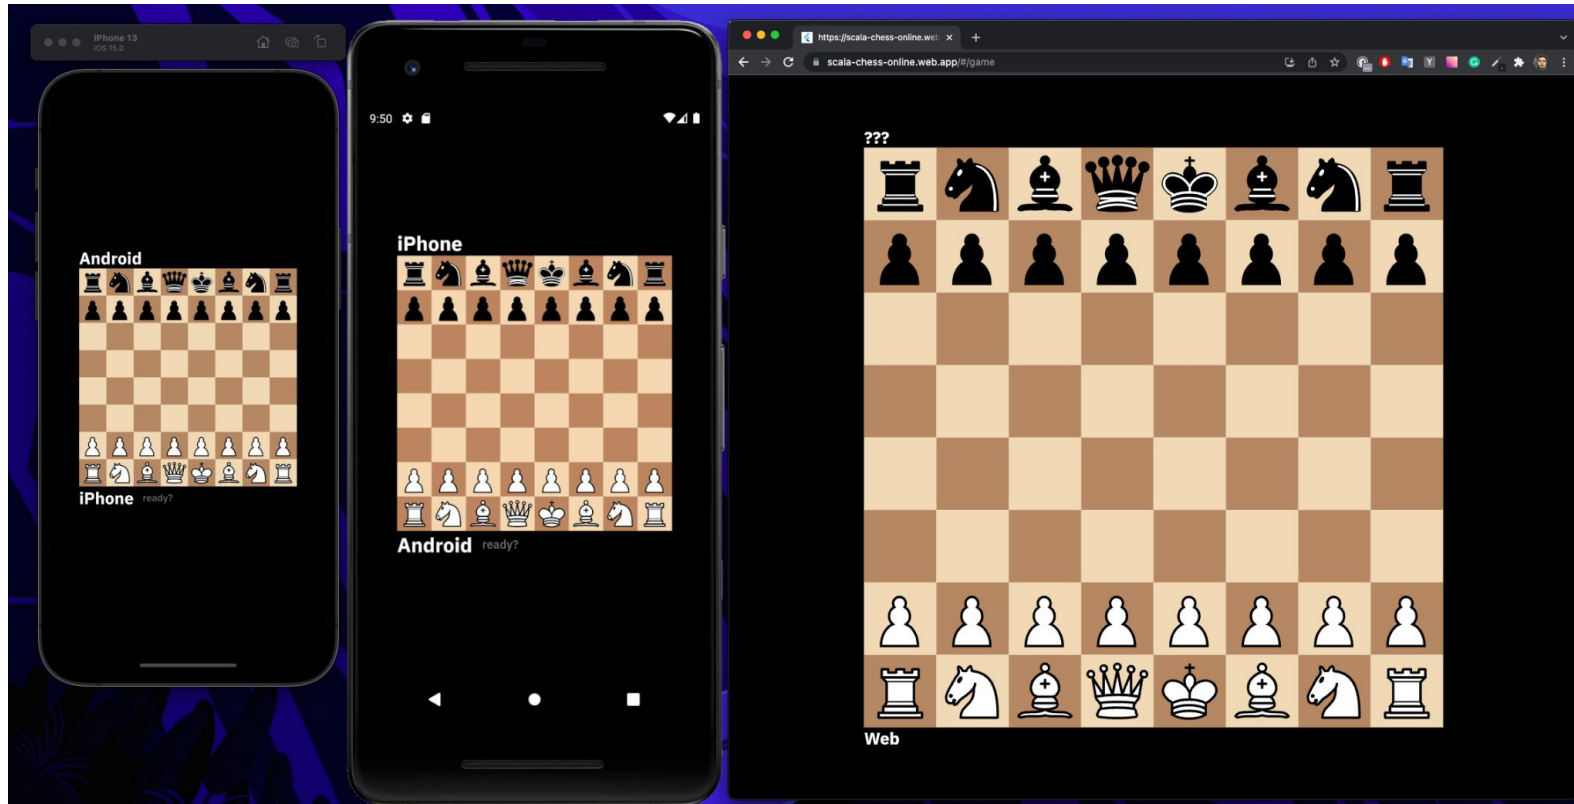 iPhone 13
iOS 15.0
Android
iPhone ready?
9:50
iPhone
Android ready?
https://scala-chess-online.web
scala-chess-online.web.app/#/game
???
Web